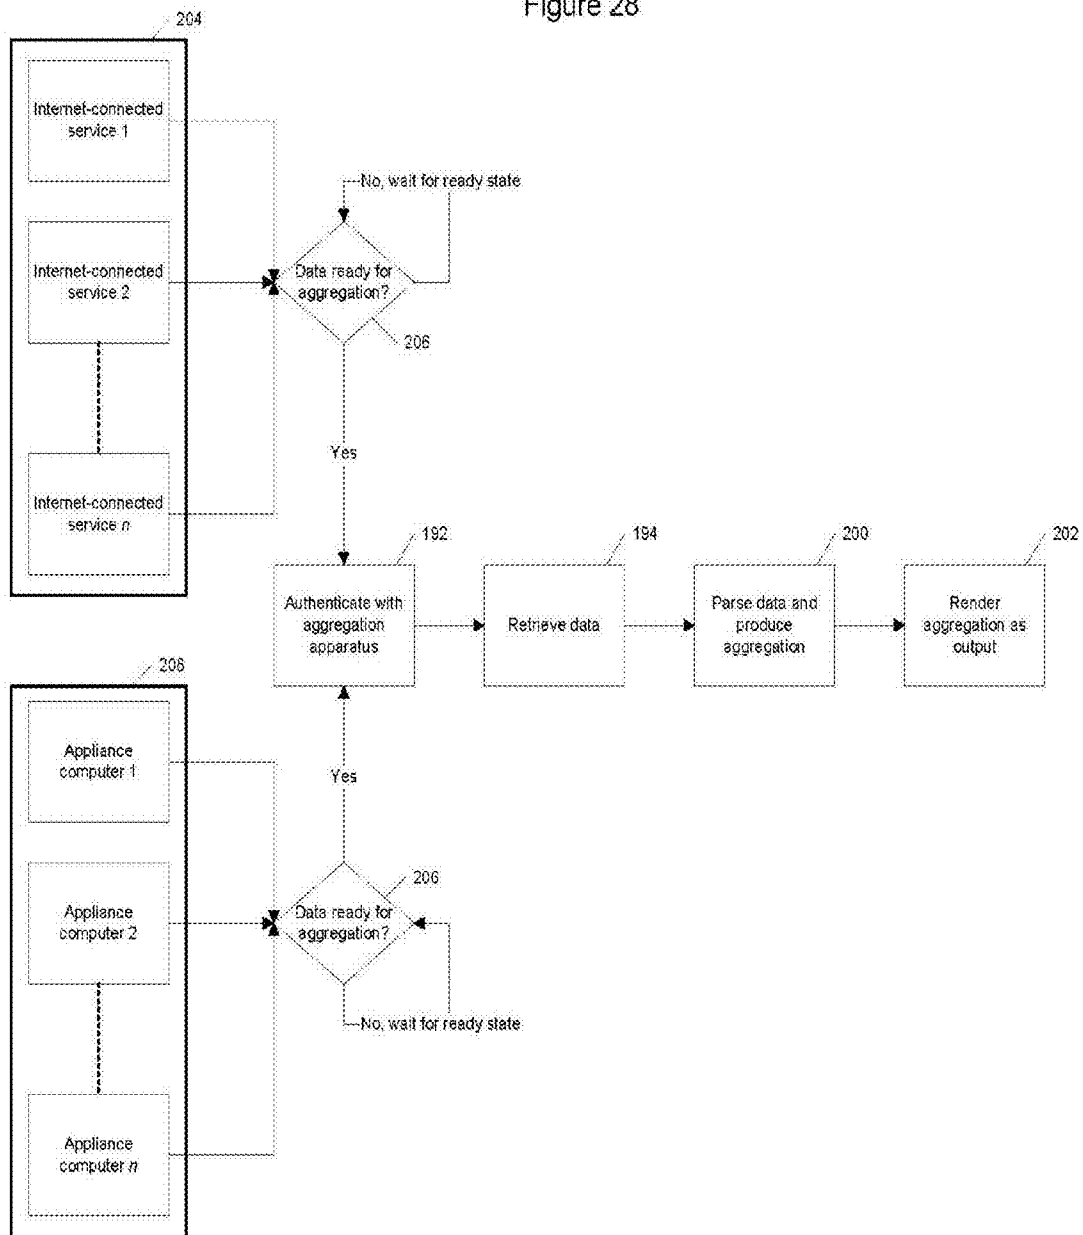 Figure 28
204
Internet-connected
service 1
No, wait for ready state
Internet-connected
service 2
Data ready for
aggregation?
206
Yes
Internet-connected
service n
192
194
200
202
Authenticate with
aggregation
apparatus
Retrieve data
Parse data and
produce
aggregation
Render
aggregation as
output
208
Appliance
computer 1
Yes
206
Appliance
computer 2
Data ready for
aggregation?
No, wait for ready state
Appliance
computer n